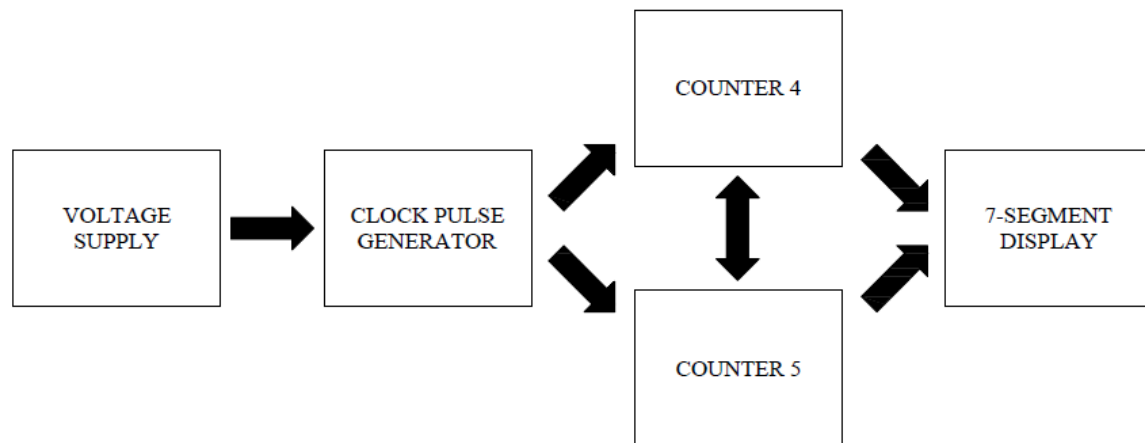 VOLTAGE
SUPPLY
CLOCK PULSE
GENERATOR
COUNTER 4
COUNTER 5
7-SEGMENT
DISPLAY